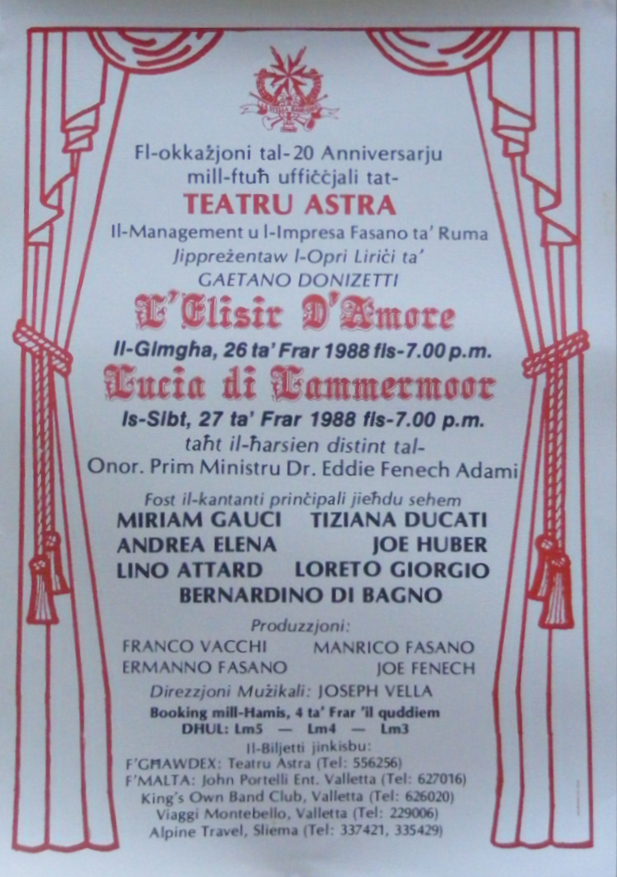 Fl-okkażjoni tal-20 Anniversarju
mill-ftuħ uffiċċjali tat-
TEATRU ASTRA
Il-Management u l-Impresa Fasano ta' Ruma
Jippreżentaw l-Opri Liriċi ta'
GAETANO DONIZETTI
L'Elisir D'Amore
Il-Gimgħa, 26 ta' Frar 1988 fis-7.00 p.m.
Lucia di Lammermoor
Is-Sibt, 27 ta' Frar 1988 fis-7.00 p.m.
taħt il-ħarsien distint tal-
Onor. Prim Ministru Dr. Eddie Fenech Adami
Fost il-kantanti prinċipali jieħdu sehem
MIRIAM GAUCI TIZIANA DUCATI
ANDREA ELENA JOE HUBER
LINO ATTARD LORETO GIORGIO
BERNARDINO DI BAGNO
Produzzjoni:
FRANCO VACCHI MANRICO FASANO
ERMANNO FASANO JOE FENECH
Direzzjoni Mużikali: JOSEPH VELLA
Booking mill-Hamis, 4 ta' Frar 'il quddiem
DHUL: Lm5 — Lm4 — Lm3
Il-Biljetti jinkisbu:
F'GĦAWDEX: Teatru Astra (Tel: 556256)
F'MALTA: John Portelli Ent. Valletta (Tel: 627016)
King's Own Band Club, Valletta (Tel: 626020)
Viaggi Montebello, Valletta (Tel: 229006)
Alpine Travel, Sliema (Tel: 337421, 335429)